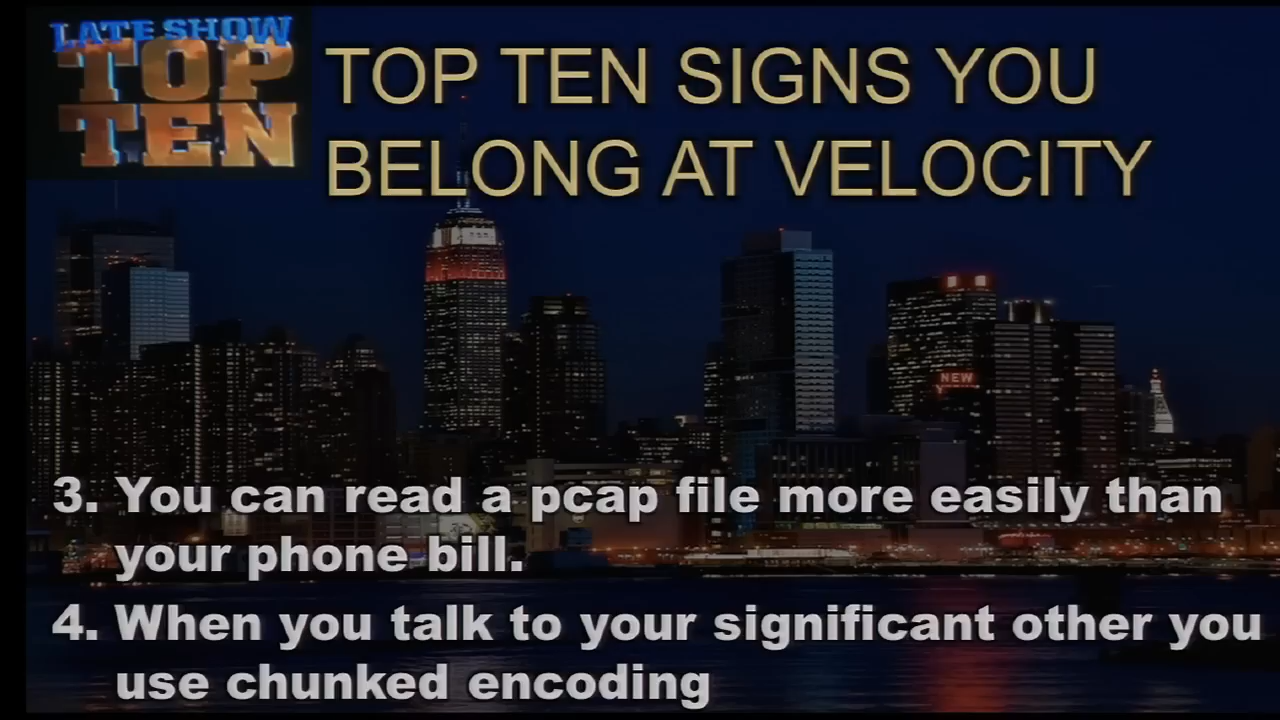 LATE SHOW
TOP
TEN
TOP TEN SIGNS YOU
BELONG AT VELOCITY
NEW
3. You can read a pcap file more easily than
your phone bill.
4. When you talk to your significant other you
use chunked encoding